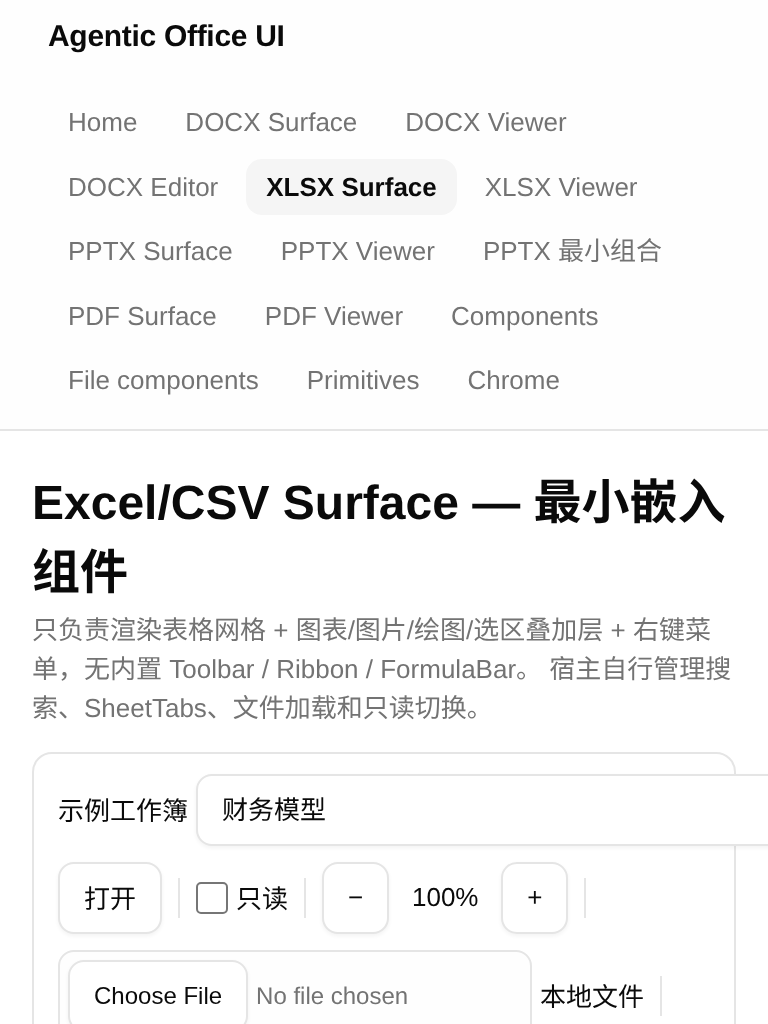 Agentic Office UI
Home DOCX Surface DOCX Viewer
DOCX Editor XLSX Surface XLSX Viewer
PPTX Surface PPTX Viewer PPTX 最小组合
PDF Surface PDF Viewer Components
File components Primitives Chrome
Excel/CSV Surface — 最小嵌入
组件
只负责渲染表格网格 + 图表/图片/绘图/选区叠加层 + 右键菜
单，无内置 Toolbar / Ribbon / FormulaBar。 宿主自行管理搜
索、SheetTabs、文件加载和只读切换。
示例工作簿 财务模型
打开 只读 − 100% +
Choose File No file chosen 本地文件